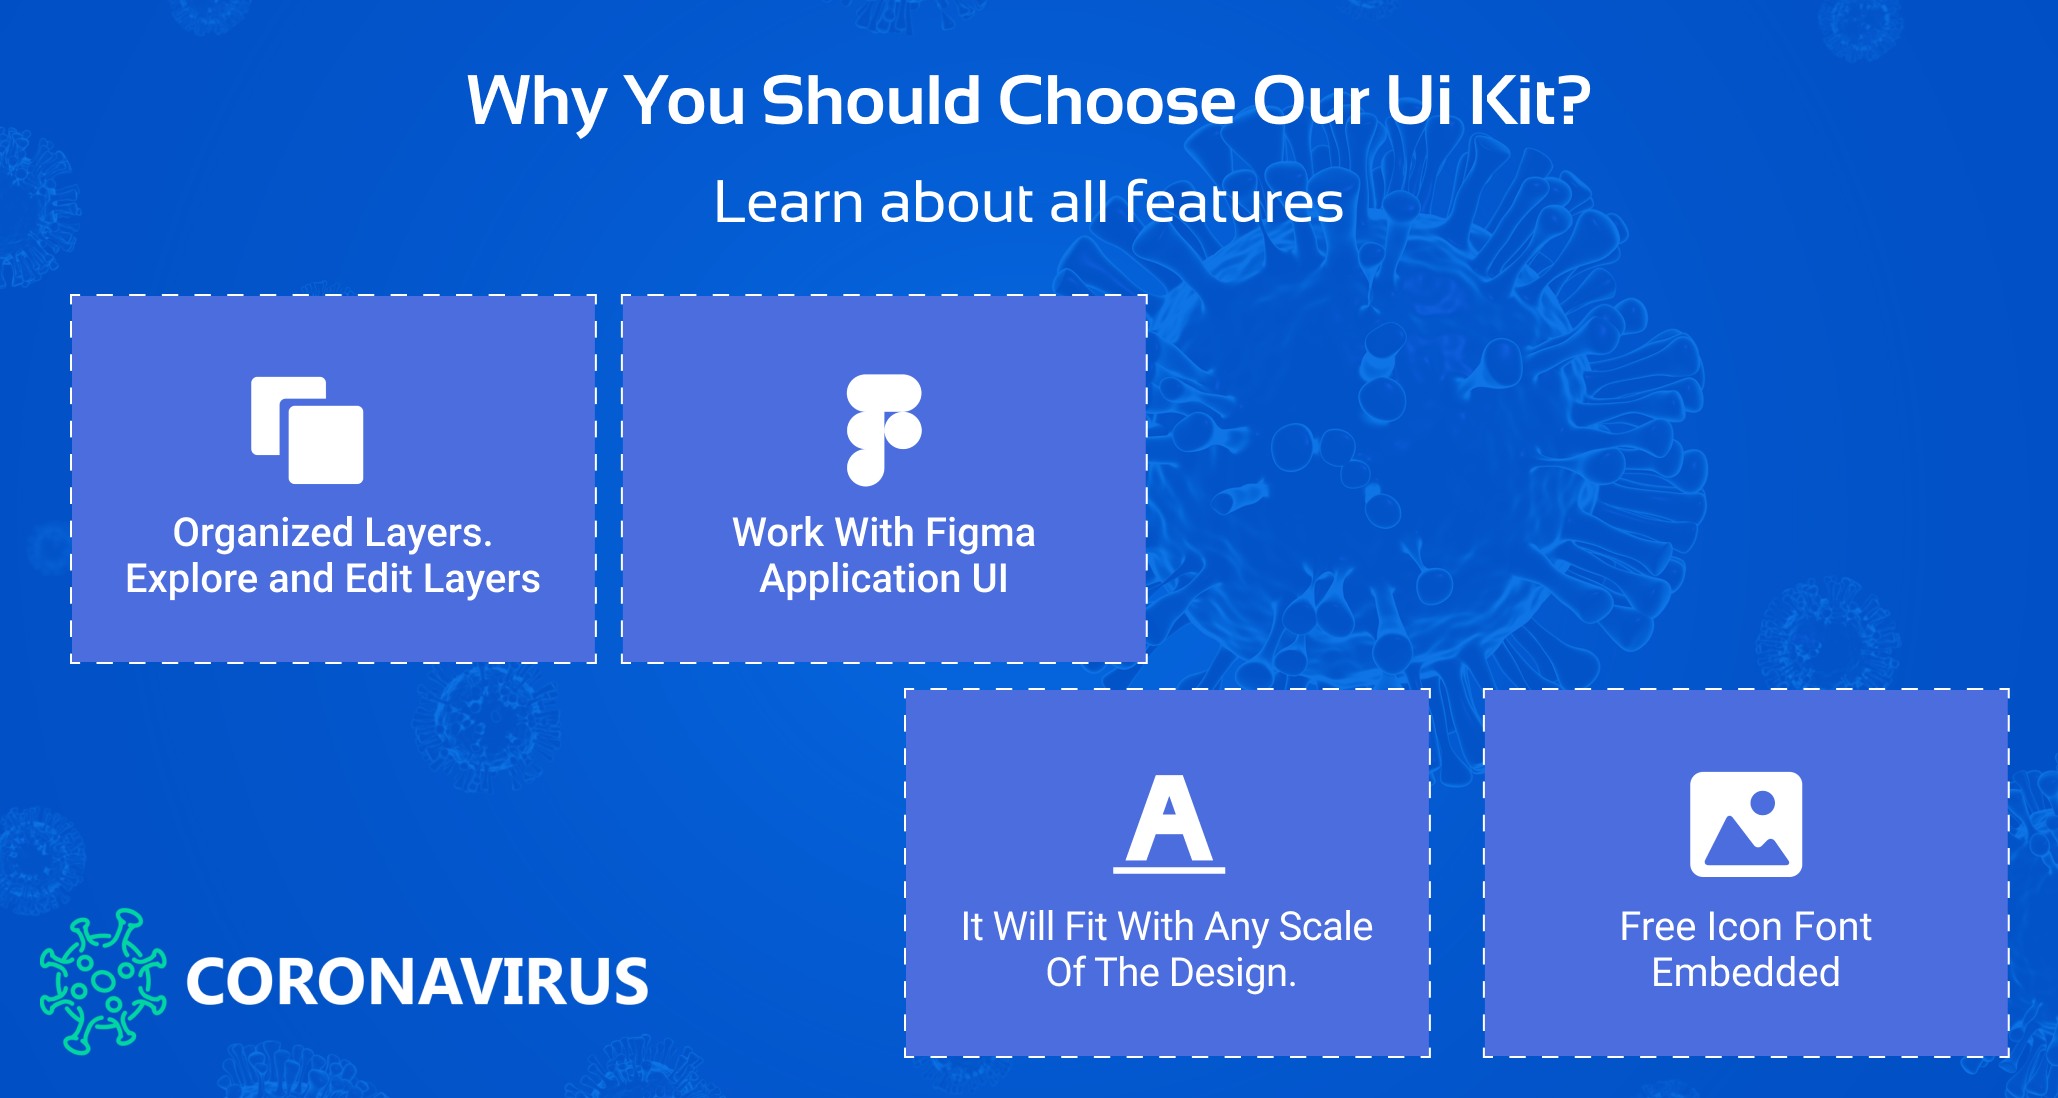 Why You Should Choose Our Ui Kit?
Learn about all features
Organized Layers.
Explore and Edit Layers
Work With Figma
Application UI
It Will Fit With Any Scale
Of The Design.
Free Icon Font
Embedded
CORONAVIRUS